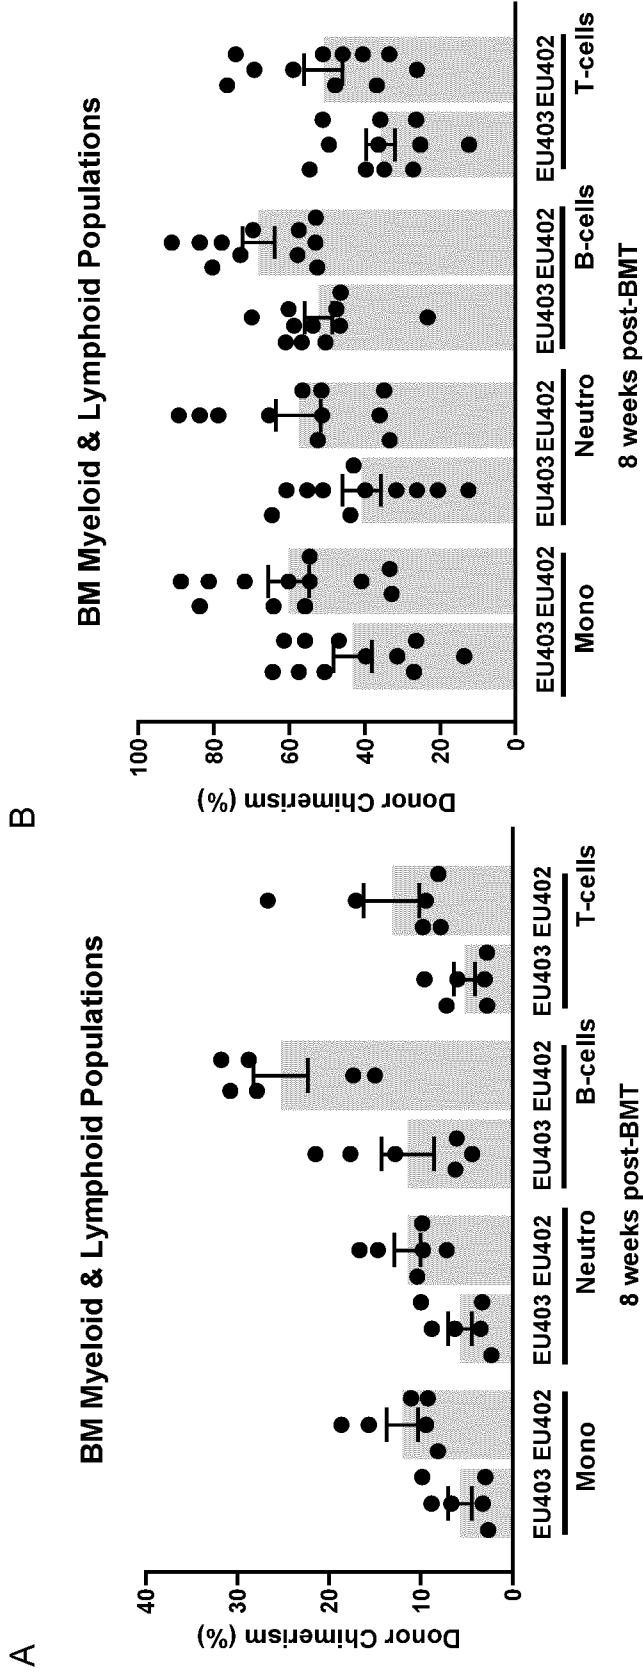 A
BM Myeloid & Lymphoid Populations
Donor Chimerism (%)
40
30
20
10
0
EU403 EU402 EU403 EU402 EU403 EU402 EU403 EU402
Mono Neutro B-cells T-cells
8 weeks post-BMT
B
BM Myeloid & Lymphoid Populations
Donor Chimerism (%)
100
80
60
40
20
0
EU403 EU402 EU403 EU402 EU403 EU402 EU403 EU402
Mono Neutro B-cells T-cells
8 weeks post-BMT